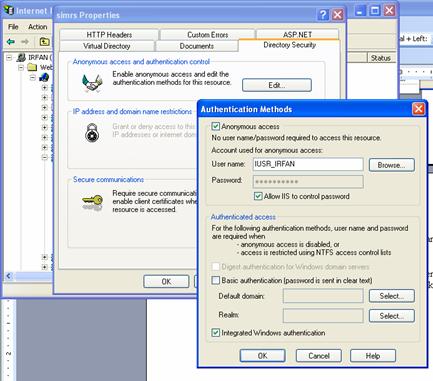 Internet I
simrs Properties
File Action
al + Left:
HTTP Headers Custom Errors ASP.NET
Virtual Directory Documents Directory Security
Status
IRFAN (
Web
Anonymous access and authentication control
Enable anonymous access and edit the
authentication methods for this resource.
Edit...
IP address and domain name restrictions
Grant or deny access to this
IP addresses or internet dom
Secure communications
Require secure communicati
enable client certificates wher
resource is accessed.
OK
Authentication Methods
Anonymous access
No user name/password required to access this resource.
Account used for anonymous access:
User name: IUSR_IRFAN Browse...
Password: ••••••••••
Allow IIS to control password
Authenticated access
For the following authentication methods, user name and password
are required when
- anonymous access is disabled, or
- access is restricted using NTFS access control lists
Digest authentication for Windows domain servers
Basic authentication (password is sent in clear text)
Default domain: Select...
Realm: Select...
Integrated Windows authentication
OK Cancel Help